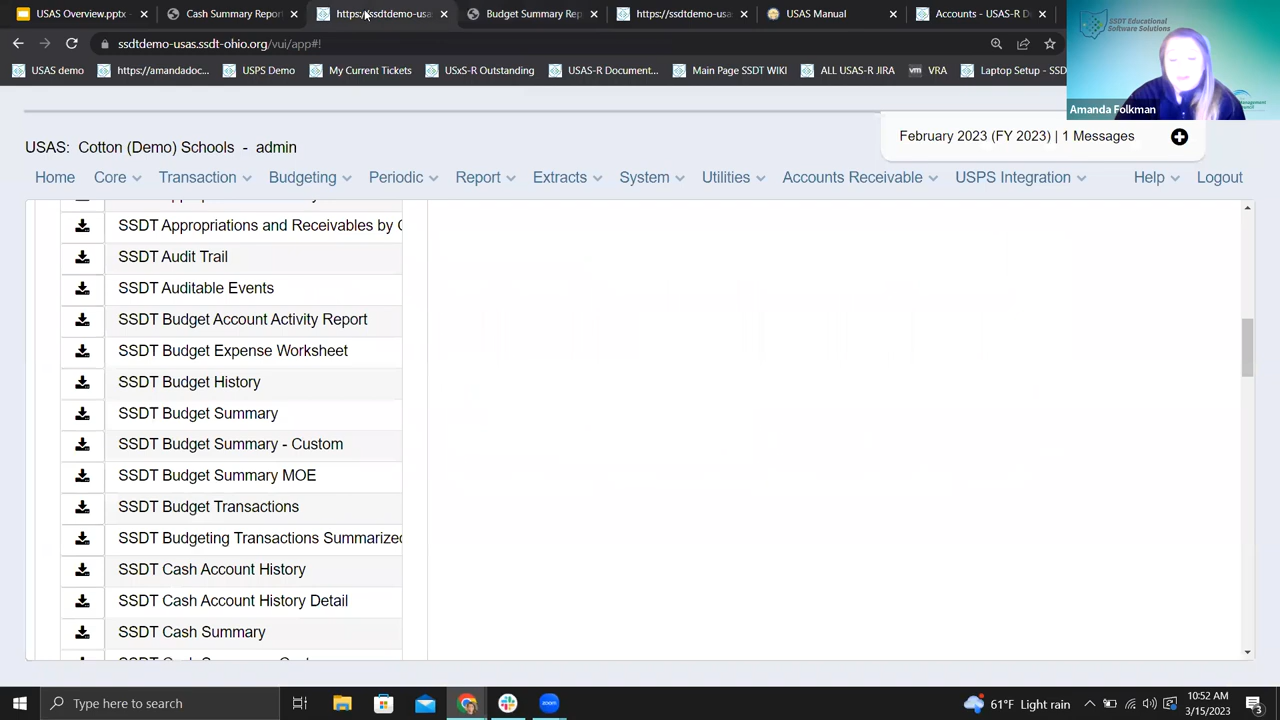 USAS Overview.pptx -
Cash Summary Report
https://ssdtdemo-usas
Budget Summary Rep
https://ssdtdemo-usas
USAS Manual
Accounts - USAS-R D
SSDT Educational
Software Solutions
ssdtdemo-usas.ssdt-ohio.org/vui/app#!
USAS demo
https://amandadoc...
USPS Demo
My Current Tickets
USxS-R Outstanding
USAS-R Document...
Main Page SSDT WIKI
ALL USAS-R JIRA
vm VRA
Laptop Setup - SSD
Amanda Folkman
February 2023 (FY 2023) | 1 Messages
USAS: Cotton (Demo) Schools - admin
Home
Core
Transaction
Budgeting
Periodic
Report
Extracts
System
Utilities
Accounts Receivable
USPS Integration
Help
Logout
SSDT Appropriations and Receivables by C
SSDT Audit Trail
SSDT Auditable Events
SSDT Budget Account Activity Report
SSDT Budget Expense Worksheet
SSDT Budget History
SSDT Budget Summary
SSDT Budget Summary - Custom
SSDT Budget Summary MOE
SSDT Budget Transactions
SSDT Budgeting Transactions Summarized
SSDT Cash Account History
SSDT Cash Account History Detail
SSDT Cash Summary
Type here to search
61°F Light rain
10:52 AM
3/15/2023
3